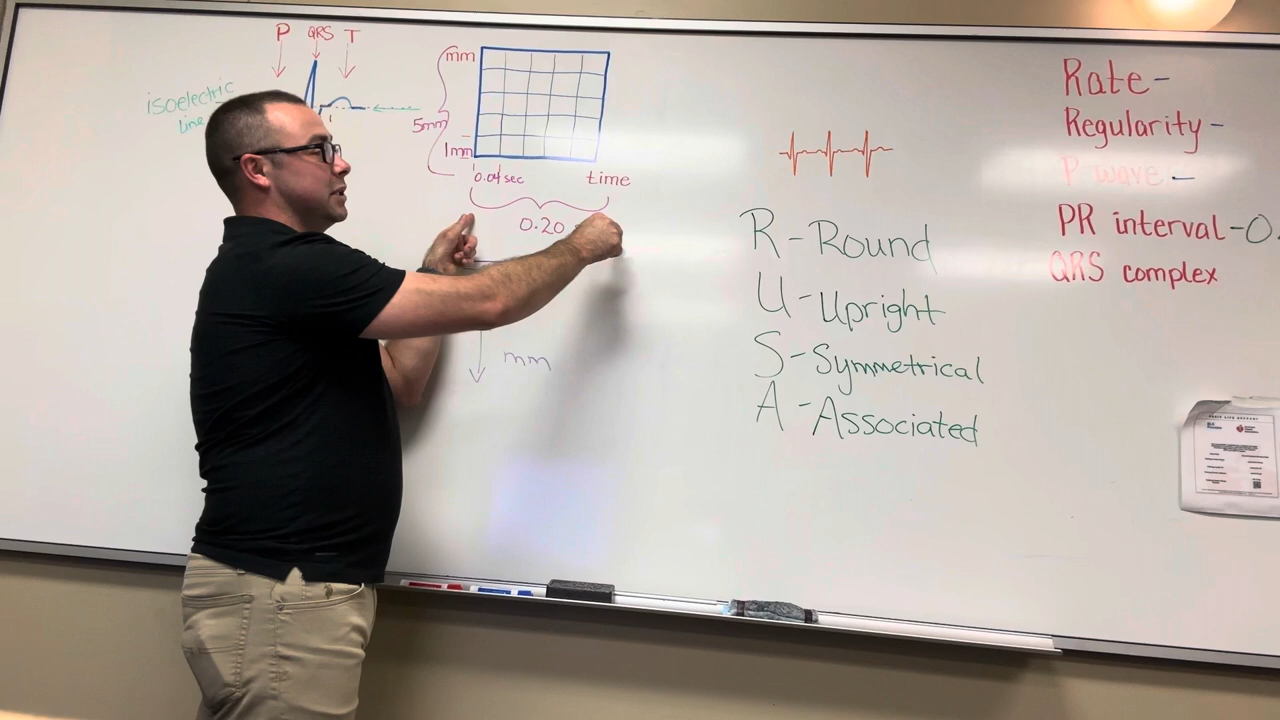 P QRS T
isoelectric
line
mm
5mm
1mm
0.04sec time
0.20
mm
R-Round
U-Upright
S-Symmetrical
A-Associated
Rate-
Regularity-
P wave-
PR interval-0.
QRS complex